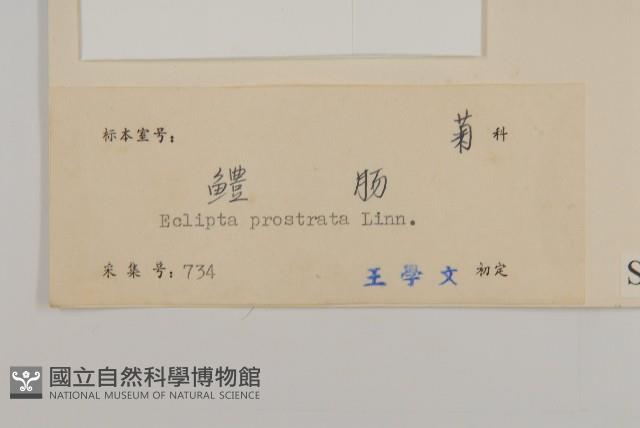 标本室号: 菊 科
鳢 肠
Eclipta prostrata Linn.
采集号: 734 王學文 初定
S
國立自然科學博物館
NATIONAL MUSEUM OF NATURAL SCIENCE